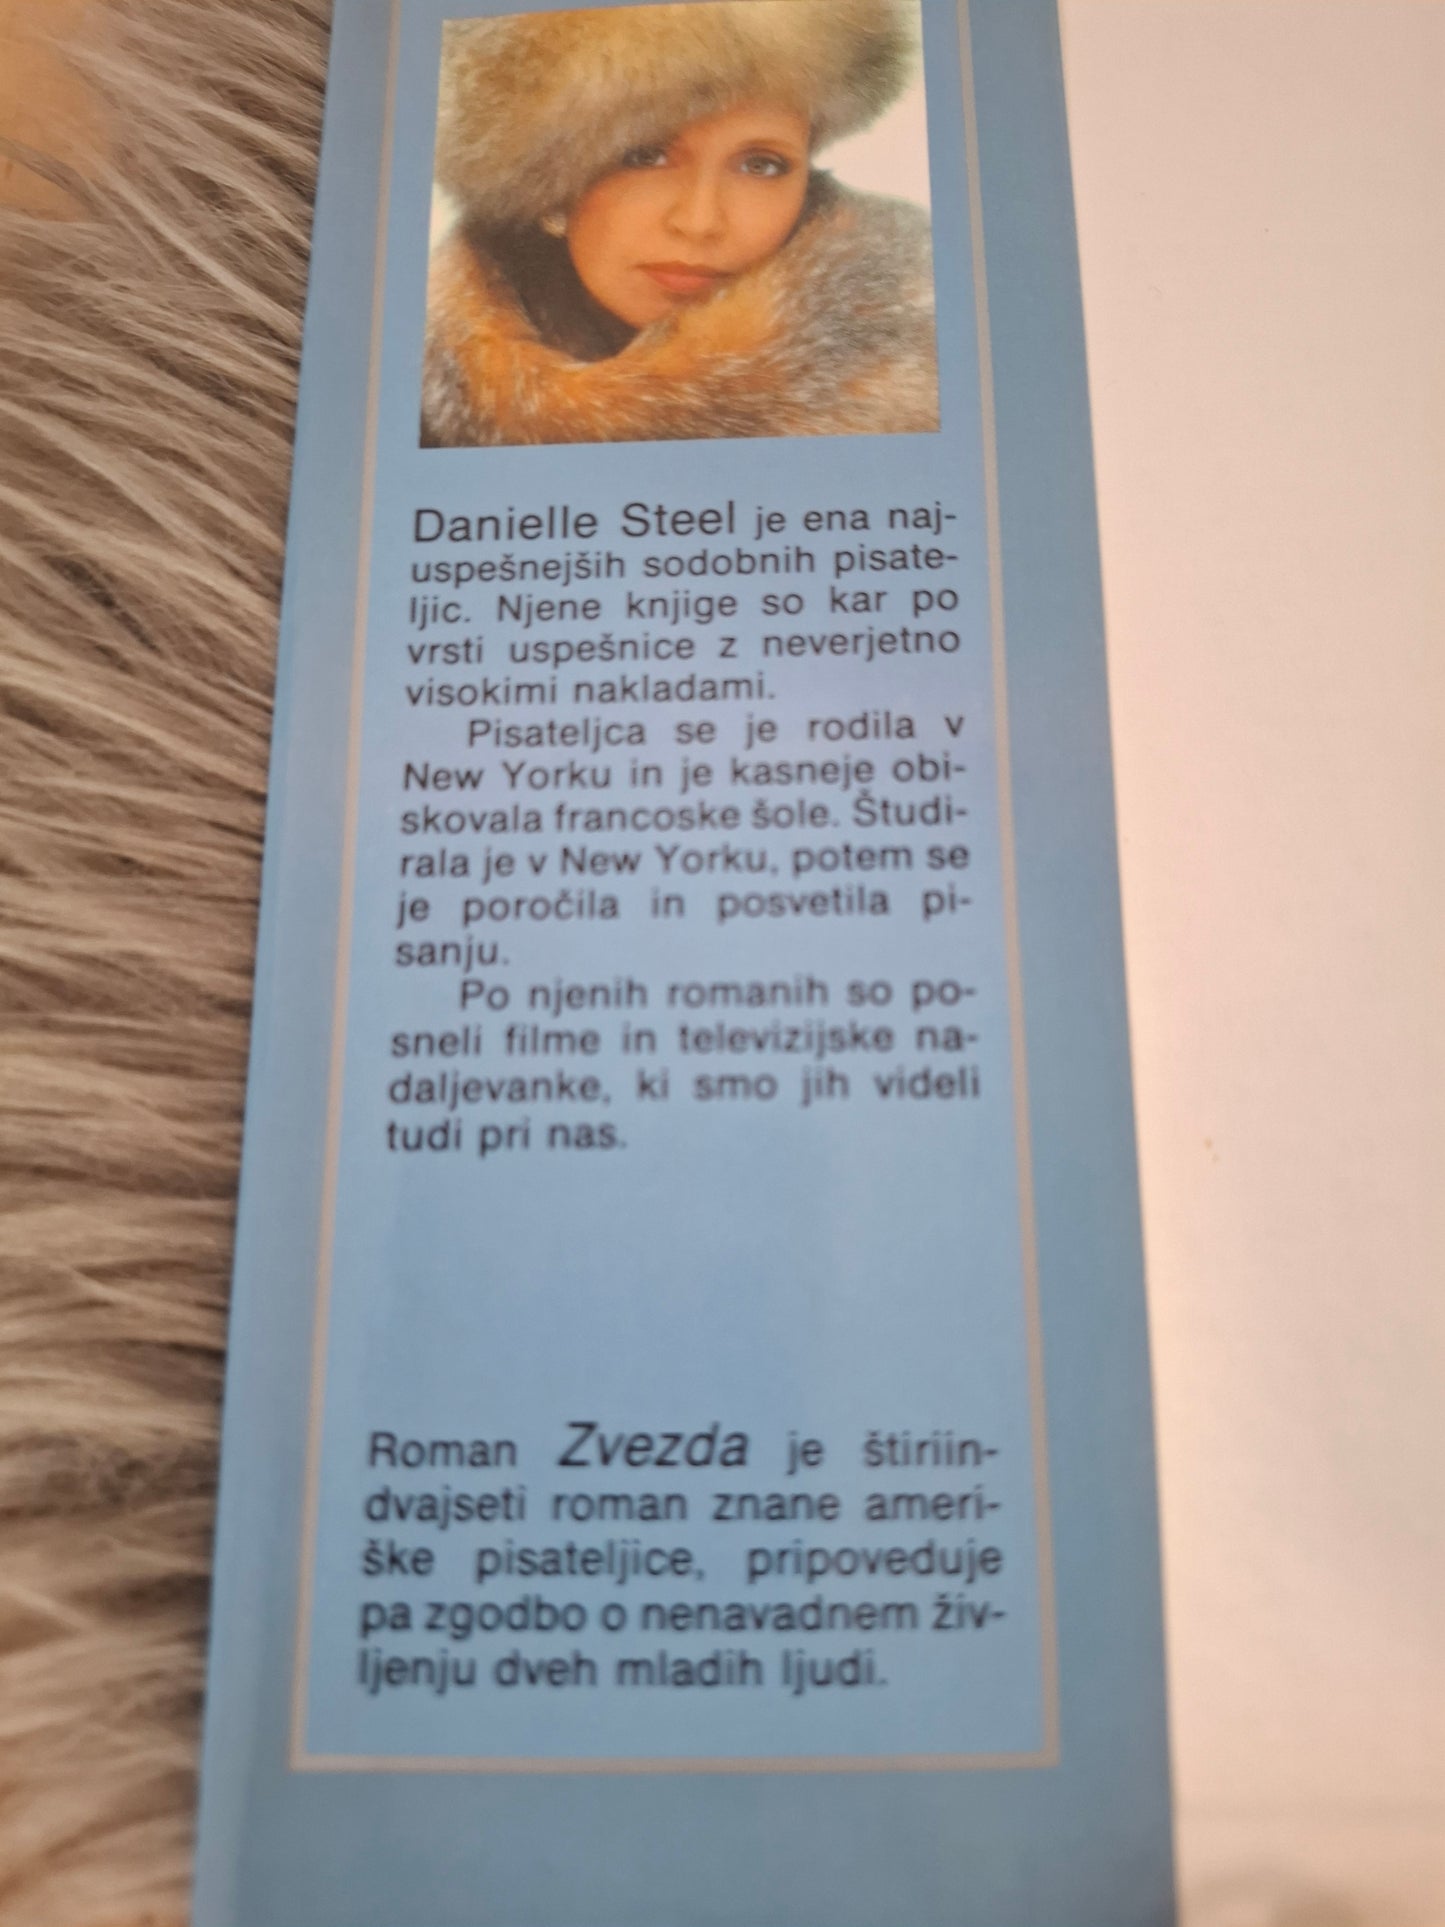 Danielle Steel je ena naj-
uspešnejših sodobnih pisate-
ljic. Njene knjige so kar po
vrsti uspešnice z neverjetno
visokimi nakladami.
Pisateljca se je rodila v
New Yorku in je kasneje obi-
skovala francoske šole. Študi-
rala je v New Yorku, potem se
je poročila in posvetila pi-
sanju.
Po njenih romanih so po-
sneli filme in televizijske na-
daljevanke, ki smo jih videli
tudi pri nas.
Roman Zvezda je štiriin-
dvajseti roman znane ameri-
ške pisateljice, pripoveduje
pa zgodbo o nenavadnem živ-
ljenju dveh mladih ljudi.